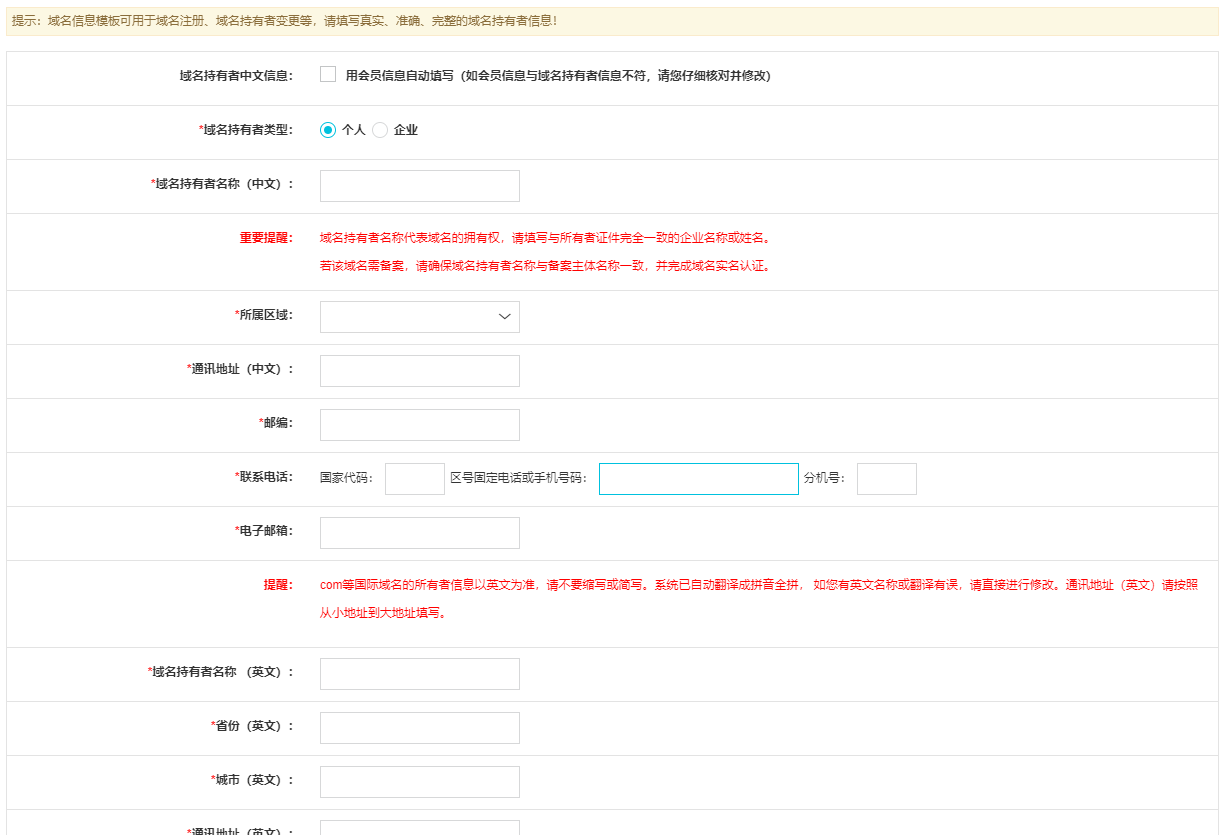 提示：域名信息模板可用于域名注册、域名持有者变更等，请填写真实、准确、完整的域名持有者信息！
域名持有者中文信息： 用会员信息自动填写（如会员信息与域名持有者信息不符，请您仔细核对并修改）
*域名持有者类型： 个人 企业
*域名持有者名称（中文）：
重要提醒： 域名持有者名称代表域名的拥有权，请填写与所有者证件完全一致的企业名称或姓名。
若该域名需备案，请确保域名持有者名称与备案主体名称一致，并完成域名实名认证。
*所属区域：
*通讯地址（中文）：
*邮编：
*联系电话： 国家代码： 区号固定电话或手机号码： 分机号：
*电子邮箱：
提醒： com等国际域名的所有者信息以英文为准，请不要缩写或简写。系统已自动翻译成拼音全拼， 如您有英文名称或翻译有误，请直接进行修改。通讯地址（英文）请按照
从小地址到大地址填写。
*域名持有者名称 （英文）：
*省份（英文）：
*城市（英文）：
*通讯地址（英文）：